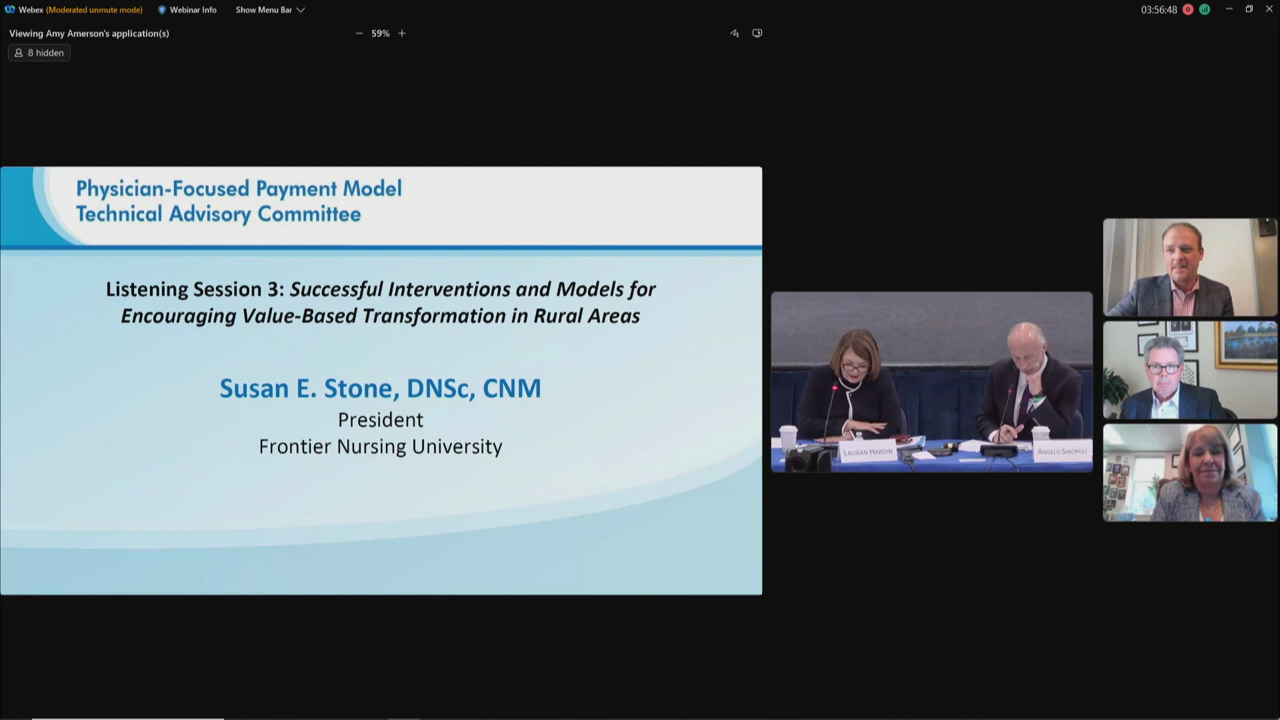 Webex (Moderated unmute mode) Webinar Info Show Menu Bar 03:56:48
Viewing Amy Amerson's application(s) 59%
8 hidden
Physician-Focused Payment Model
Technical Advisory Committee
Listening Session 3: Successful Interventions and Models for
Encouraging Value-Based Transformation in Rural Areas
Susan E. Stone, DNSc, CNM
President
Frontier Nursing University
LAURAN HARDIN
ANGELO SINOPOLI